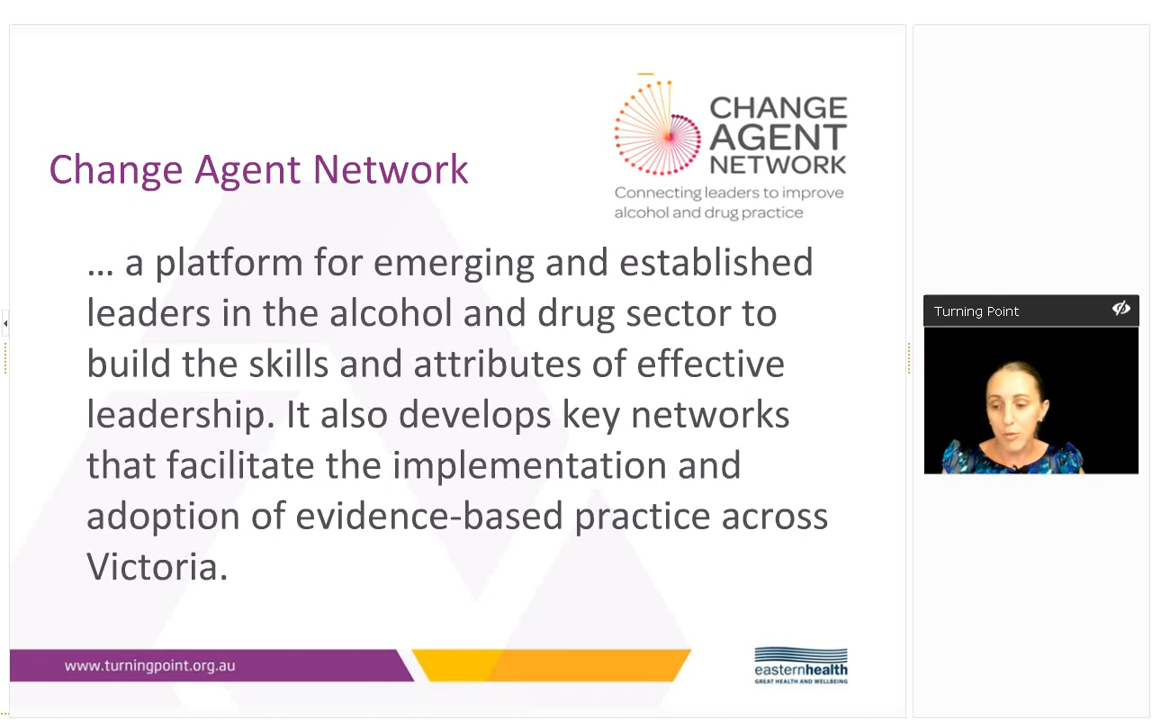 CHANGE
AGENT
NETWORK
Connecting leaders to improve
alcohol and drug practice
Change Agent Network
... a platform for emerging and established
leaders in the alcohol and drug sector to
build the skills and attributes of effective
leadership. It also develops key networks
that facilitate the implementation and
adoption of evidence-based practice across
Victoria.
www.turningpoint.org.au
easternhealth
GREAT HEALTH AND WELLBEING
Turning Point